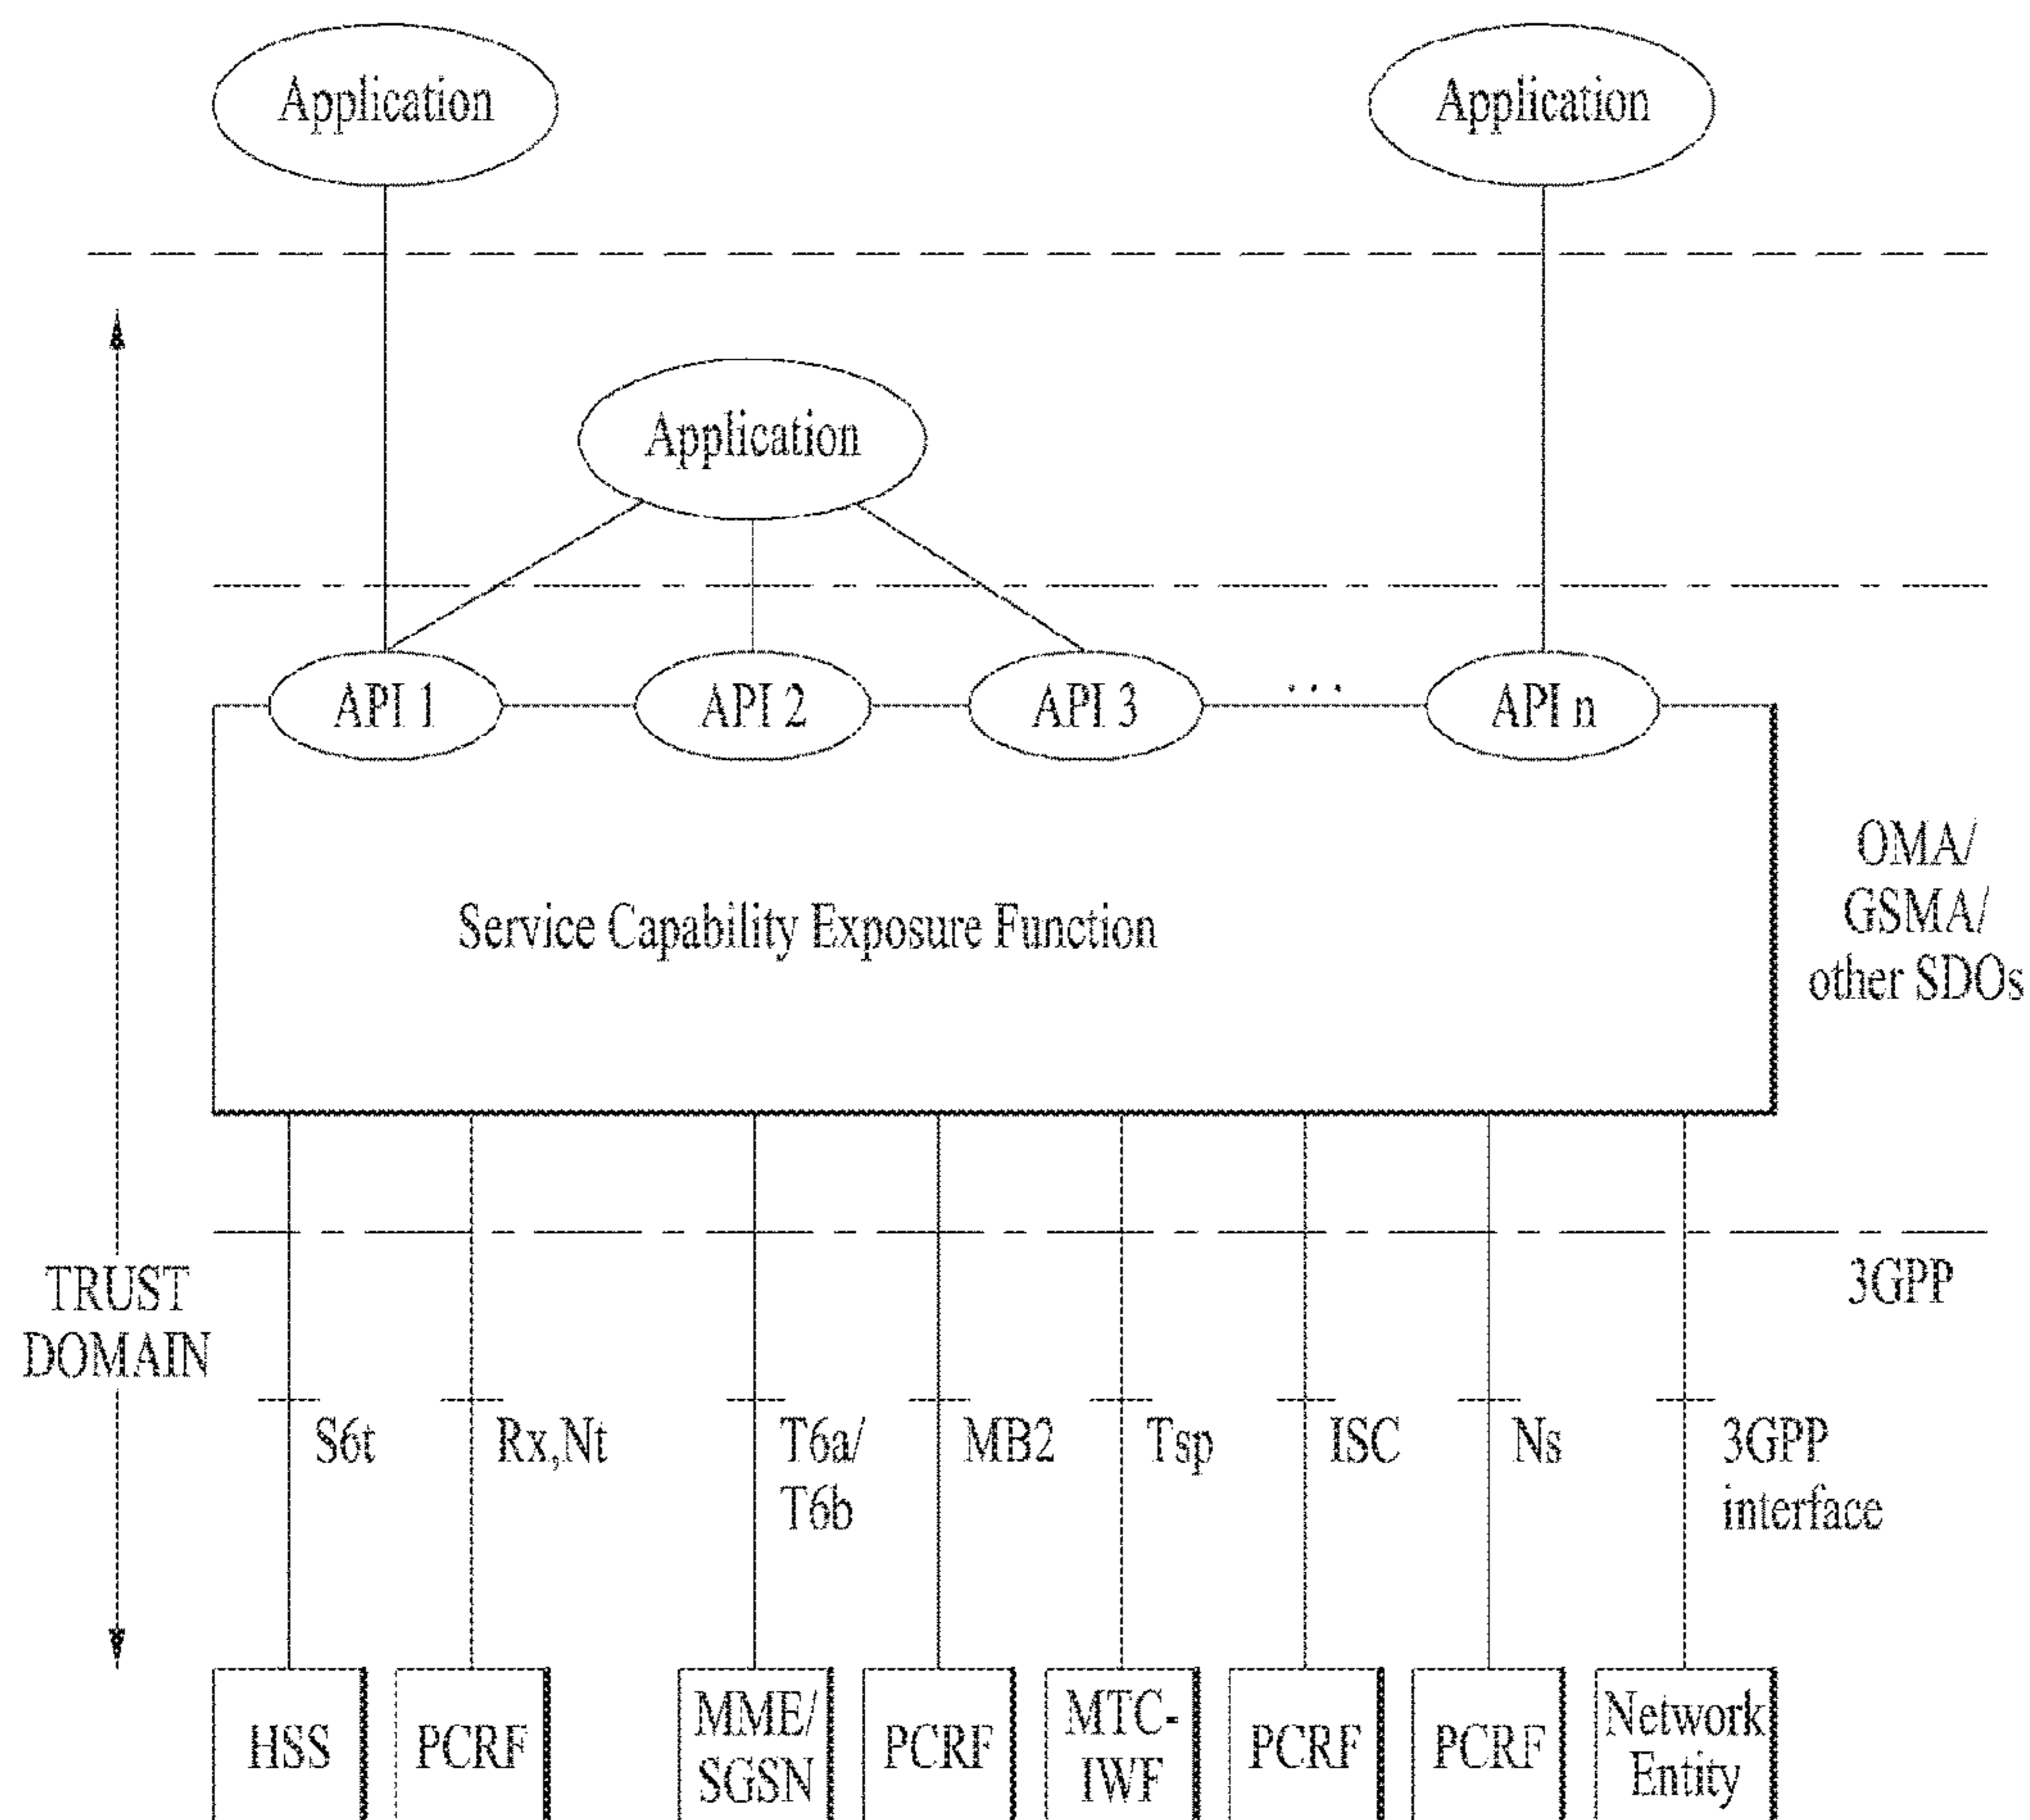 Application
Application
Application
API 1
API 2
API 3
...
API n
Service Capability Exposure Function
OMA/
GSMA/
other SDOs
3GPP
TRUST
DOMAIN
S6t
Rx,Nt
T6a/
T6b
MB2
Tsp
ISC
Ns
3GPP
interface
HSS
PCRF
MME/
SGSN
PCRF
MTC-
IWF
PCRF
PCRF
Network
Entity